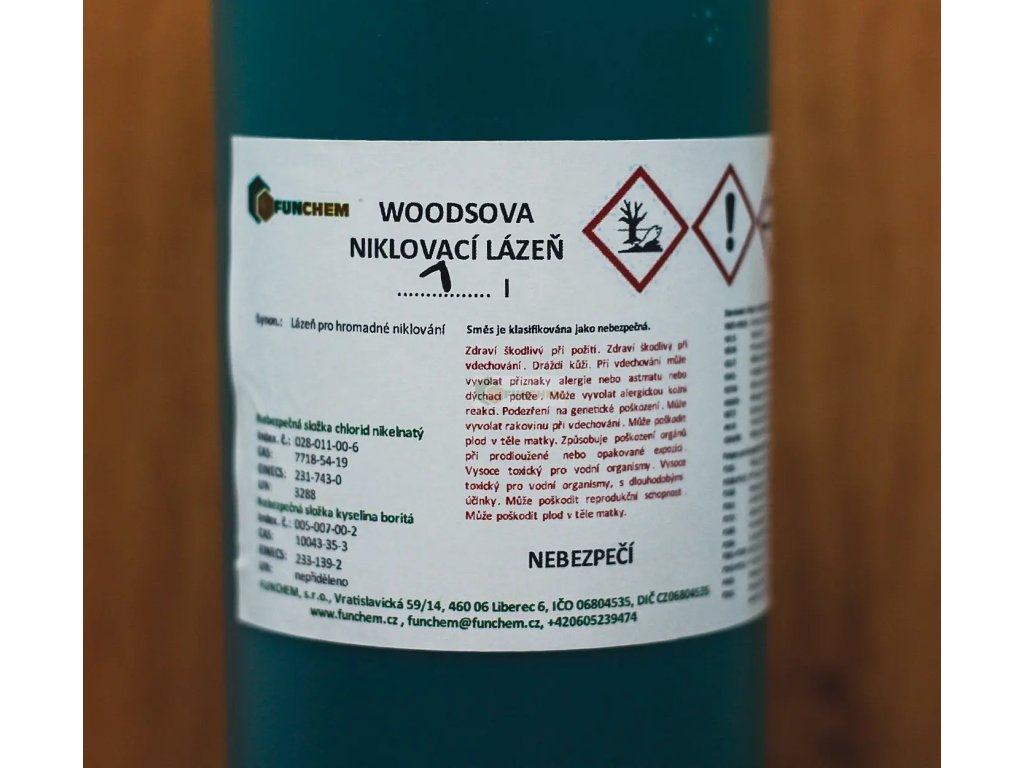 FUNCHEM
WOODSOVA
NIKLOVACÍ LÁZEŇ
1
................ l
Synon.: Lázeň pro hromadné niklování
Nebezpečná složka chlorid nikelnatý
Index. č.: 028-011-00-6
CAS: 7718-54-19
EINECS: 231-743-0
UN: 3288
Nebezpečná složka kyselina boritá
Index. č.: 005-007-00-2
CAS: 10043-35-3
EINECS: 233-139-2
UN: nepřiděleno
Směs je klasifikována jako nebezpečná.
Zdraví škodlivý při požití. Zdraví škodlivý při
vdechování. Dráždí kůži. Při vdechování může
vyvolat příznaky alergie nebo astmatu nebo
dýchací potíže. Může vyvolat alergickou kožní
reakci. Podezření na genetické poškození. Může
vyvolat rakovinu při vdechování. Může poškodit
plod v těle matky. Způsobuje poškození orgánů
při prodloužené nebo opakované expozici.
Vysoce toxický pro vodní organismy. Vysoce
toxický pro vodní organismy, s dlouhodobými
účinky. Může poškodit reprodukční schopnost.
Může poškodit plod v těle matky.
FUNCHEM
NEBEZPEČÍ
FUNCHEM, s.r.o., Vratislavická 59/14, 460 06 Liberec 6, IČO 06804535, DIČ CZ06804535
www.funchem.cz , funchem@funchem.cz, +420605239474